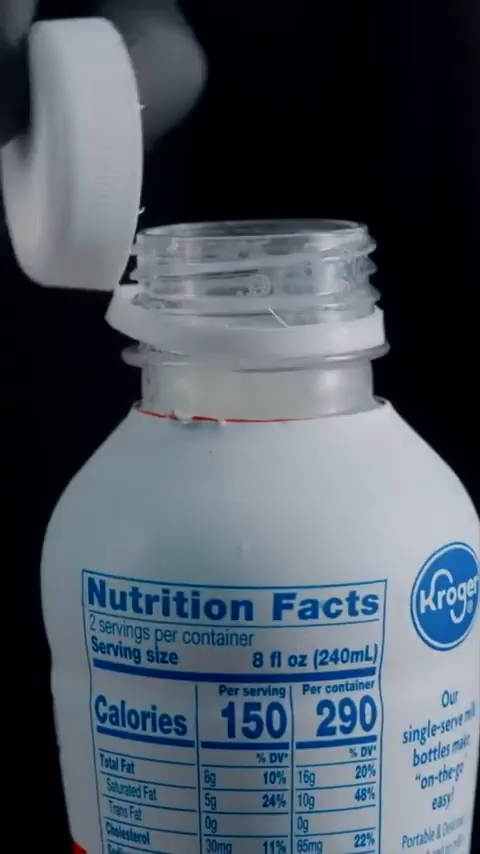 Nutrition Facts
2 servings per container
Serving size 8 fl oz (240mL)
Per serving Per container
Calories 150 290
% DV* % DV*
Total Fat 8g 10% 16g 20%
Saturated Fat 5g 24% 10g 48%
Trans Fat 0g 0g
Cholesterol 30mg 11% 65mg 22%
Kroger®
Our
single-serve
bottles make
"on-the-go
easy!
Portable &